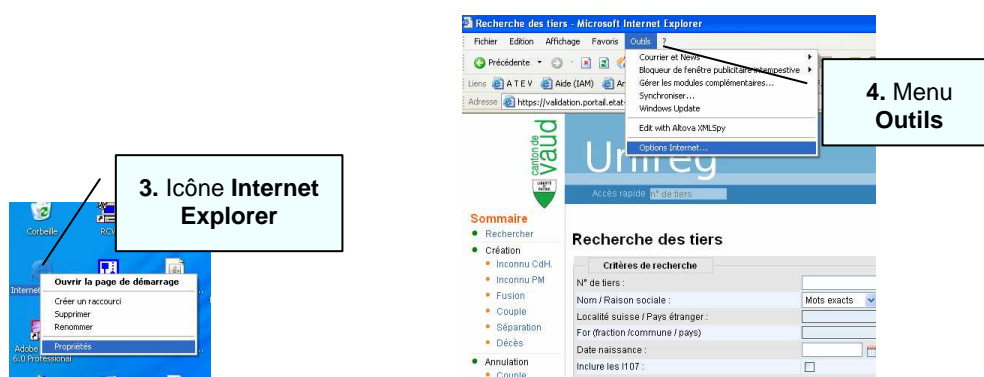 3. Icône Internet
Explorer
Corbeille
RCV
Internet
Ouvrir la page de démarrage
Créer un raccourci
Supprimer
Renommer
Propriétés
Adobe
6.0 Professional
Recherche des tiers - Microsoft Internet Explorer
Fichier Edition Affichage Favoris Outils ?
Précédente
Liens A T E V Aide (IAM)
Adresse https://validation.portail.etat-
Courrier et News
Bloqueur de fenêtre publicitaire intempestive
Gérer les modules complémentaires...
Synchroniser...
Windows Update
Edit with Altova XMLSpy
Options Internet...
4. Menu
Outils
canton de
vaud
LIBERTÉ
ET
PATRIE
Unireg
Accès rapide n° de tiers
Sommaire
Rechercher
Création
Inconnu CdH.
Inconnu PM
Fusion
Couple
Séparation
Décès
Annulation
Couple
Recherche des tiers
Critères de recherche
N° de tiers :
Nom / Raison sociale : Mots exacts
Localité suisse / Pays étranger :
For (fraction /commune / pays)
Date naissance :
Inclure les I107 :